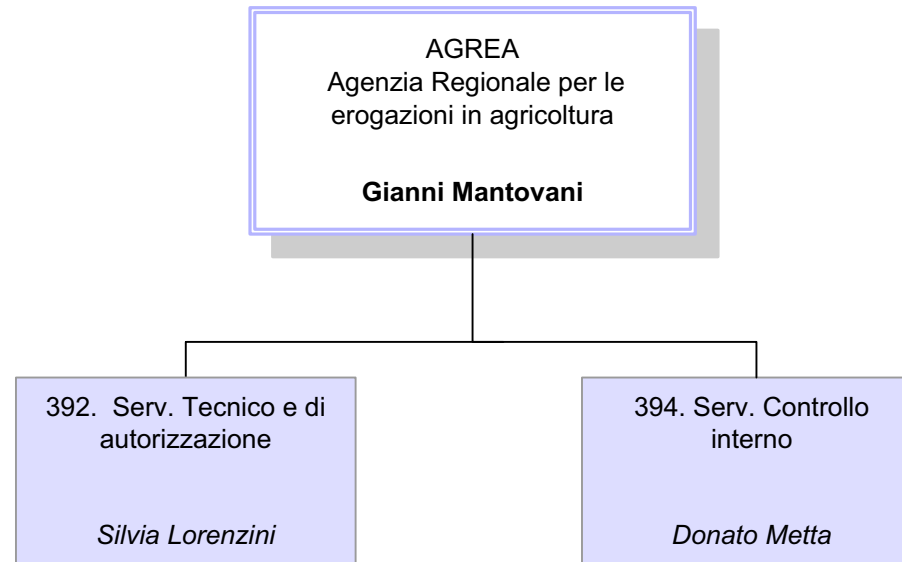 AGREA
Agenzia Regionale per le
erogazioni in agricoltura
Gianni Mantovani
392. Serv. Tecnico e di
autorizzazione
Silvia Lorenzini
394. Serv. Controllo
interno
Donato Metta